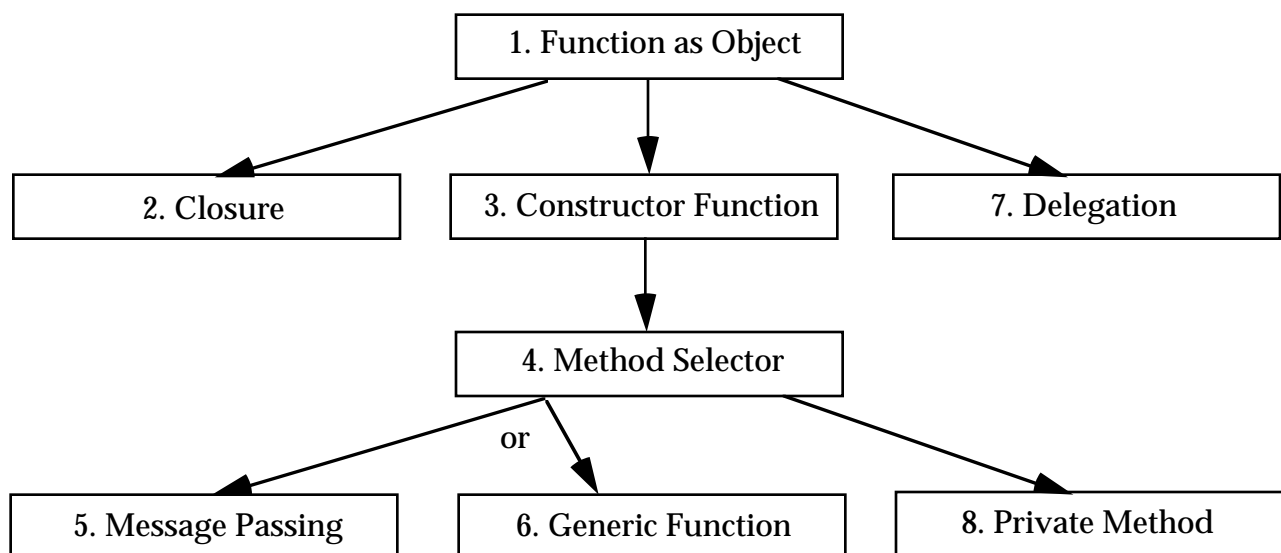 1. Function as Object
2. Closure
3. Constructor Function
7. Delegation
4. Method Selector
or
5. Message Passing
6. Generic Function
8. Private Method